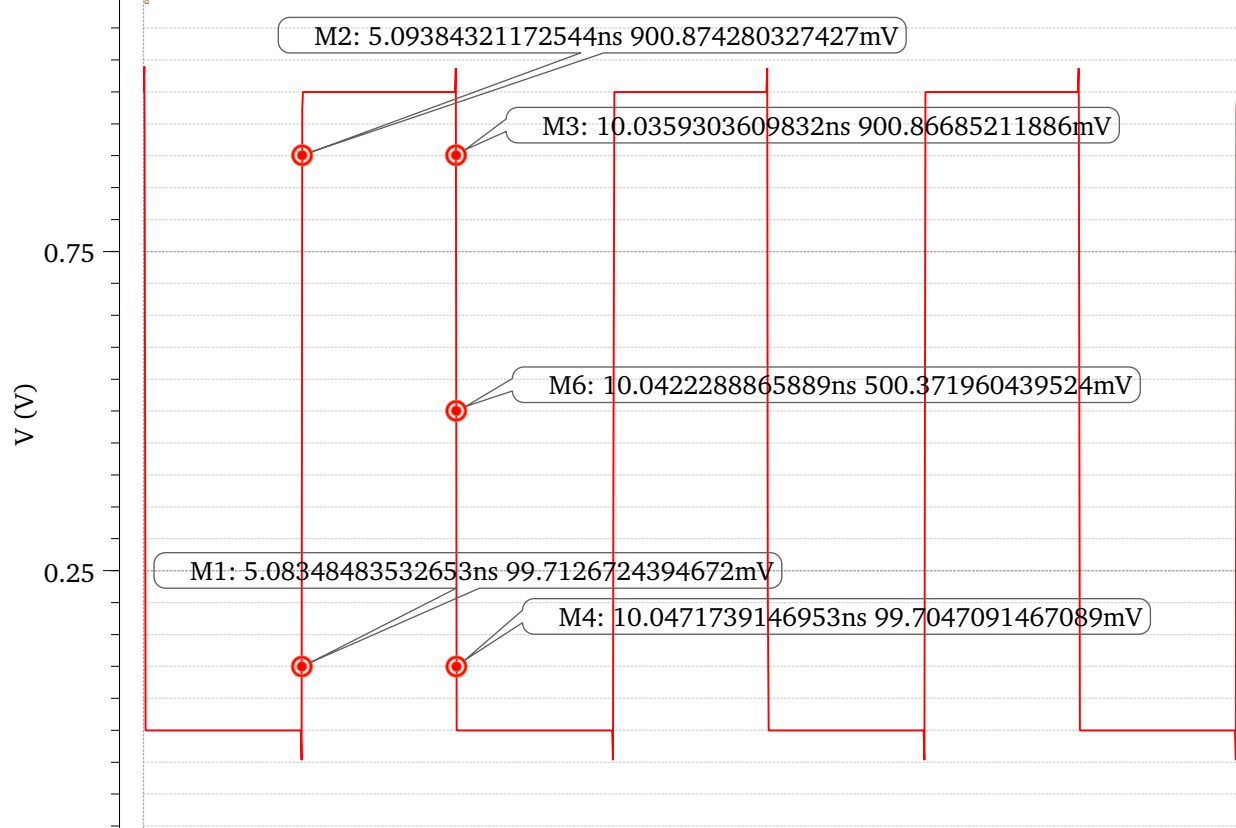 M2: 5.09384321172544ns 900.874280327427mV
M3: 10.0359303609832ns 900.86685211886mV
0.75
M6: 10.0422288865889ns 500.371960439524mV
V (V)
M1: 5.08348483532653ns 99.7126724394672mV
0.25
M4: 10.0471739146953ns 99.7047091467089mV